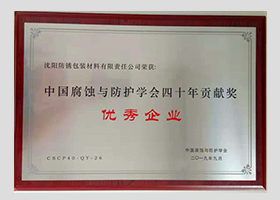 沈阳防锈包装材料有限责任公司荣获:
中国腐蚀与防护学会四十年贡献奖
优秀企业
CSCP40-QY-26
中国腐蚀与防护学会
二〇一九年九月